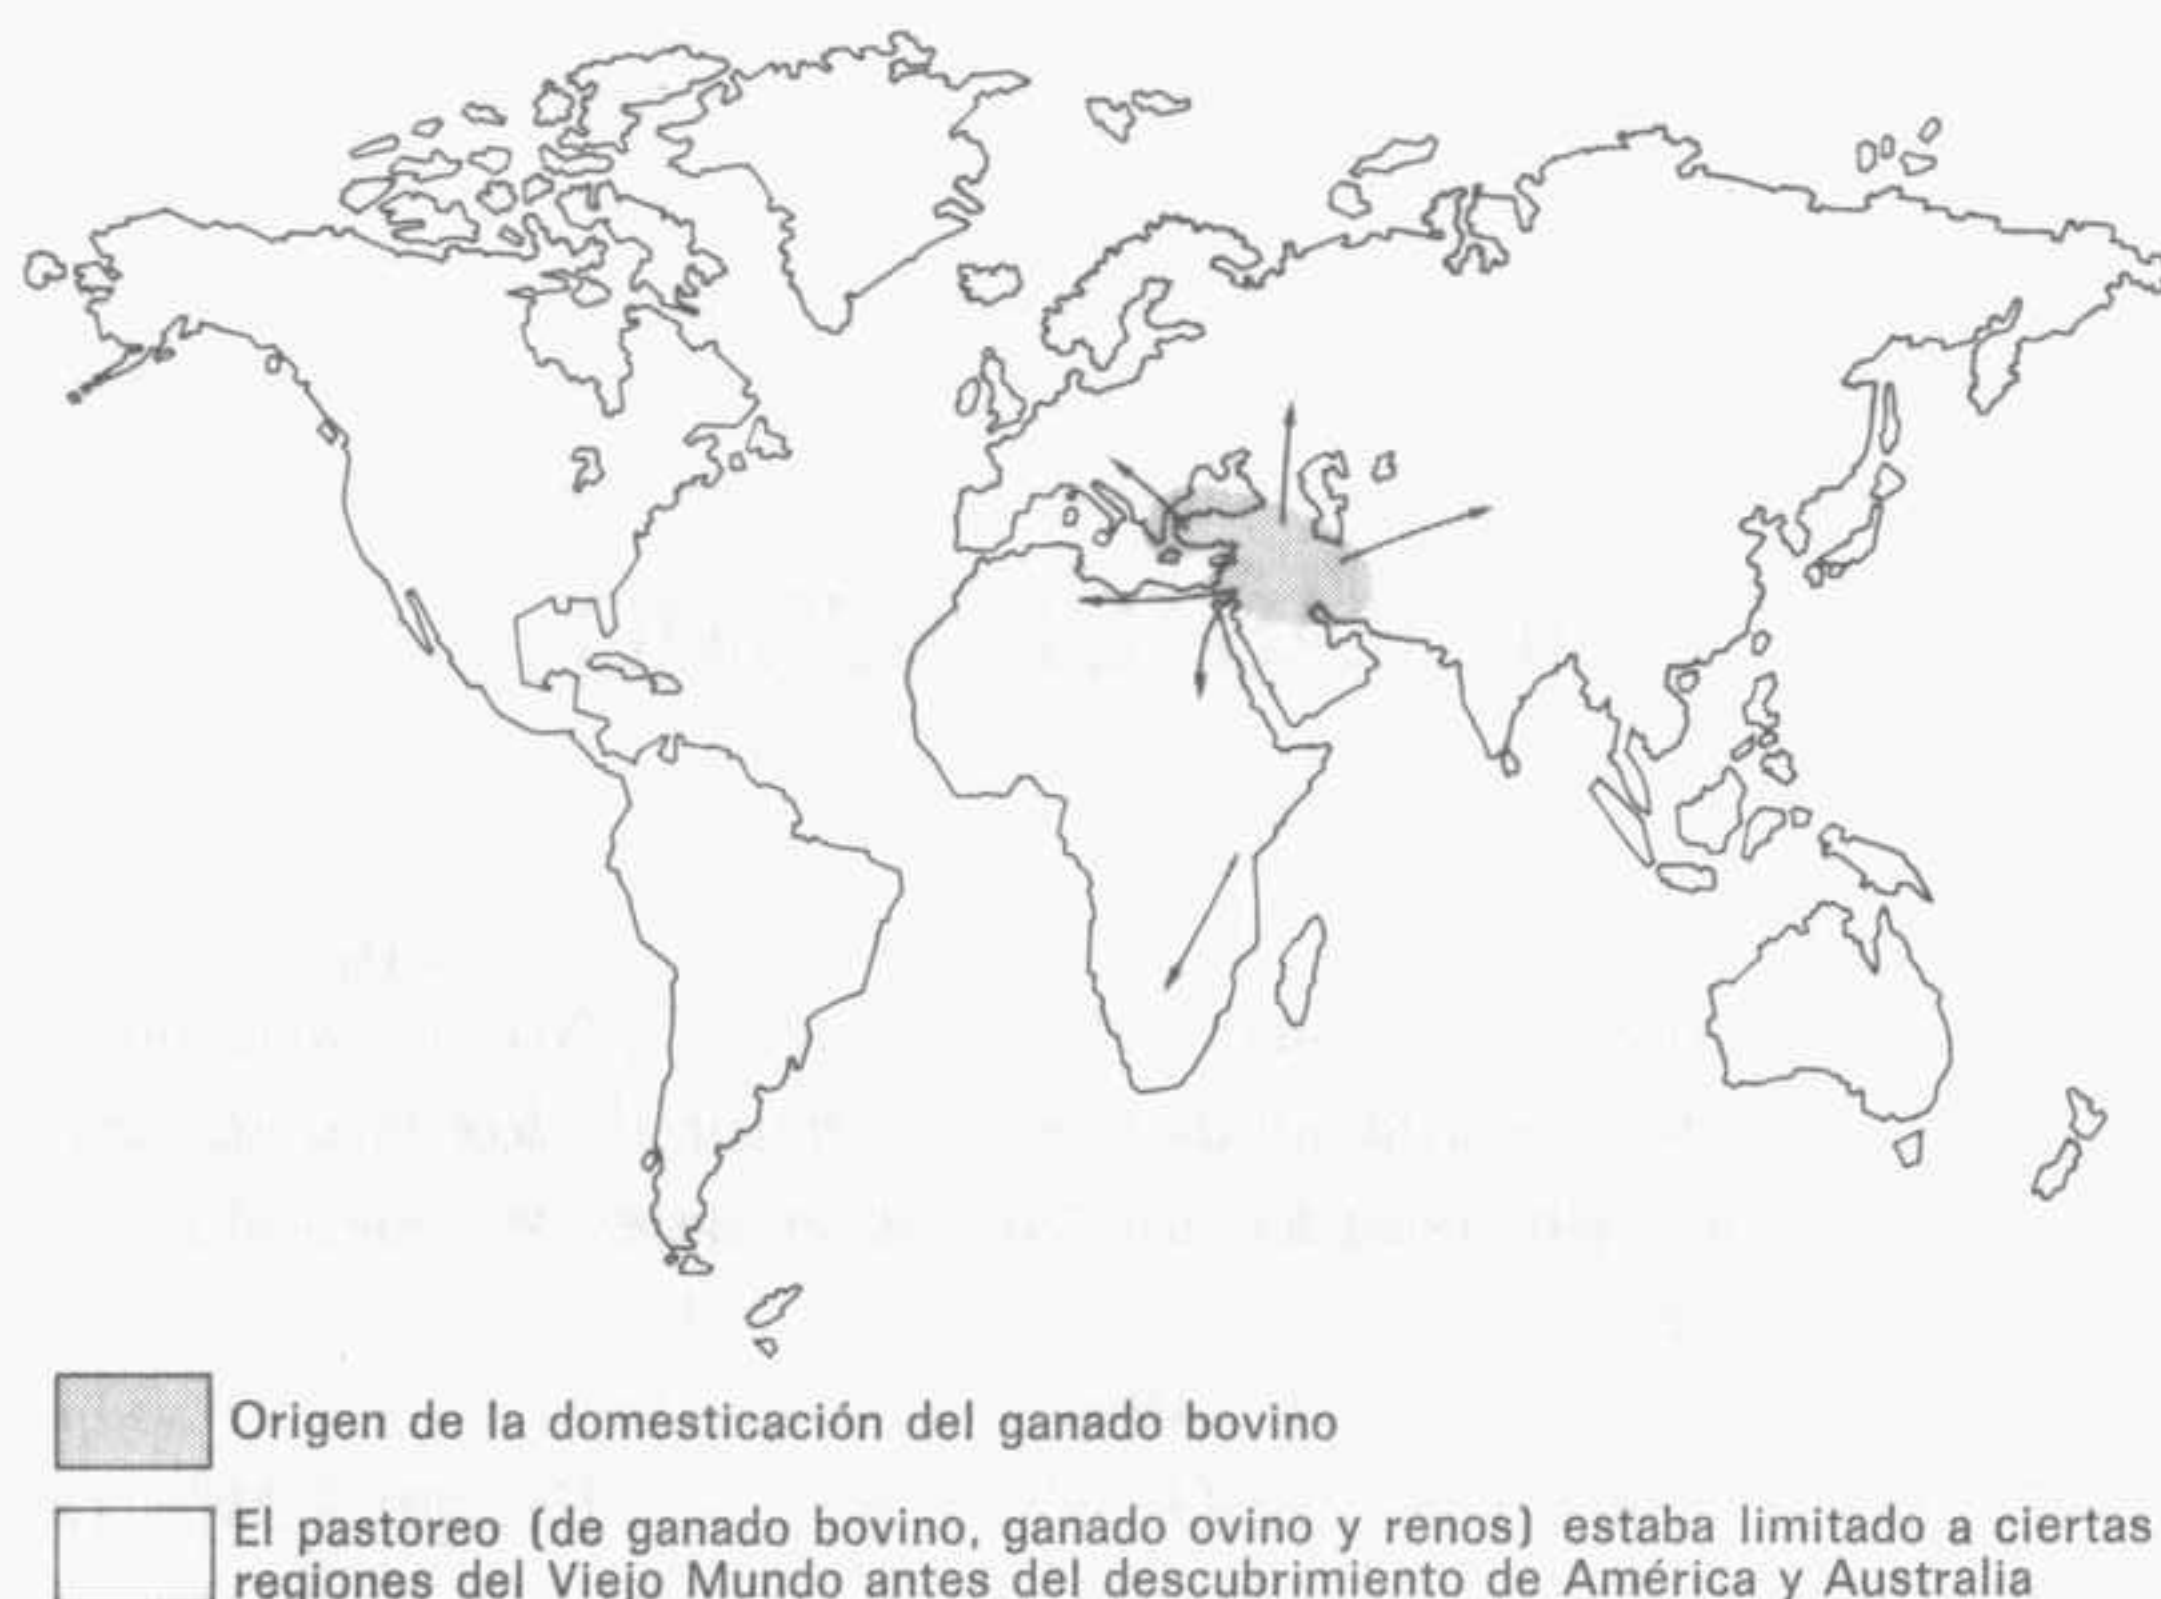 Origen de la domesticación del ganado bovino
El pastoreo (de ganado bovino, ganado ovino y renos) estaba limitado a ciertas
regiones del Viejo Mundo antes del descubrimiento de América y Australia